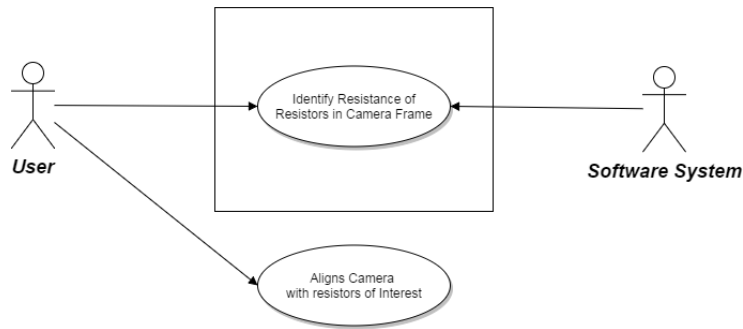 Identify Resistance of
Resistors in Camera Frame
User
Software System
Aligns Camera
with resistors of Interest